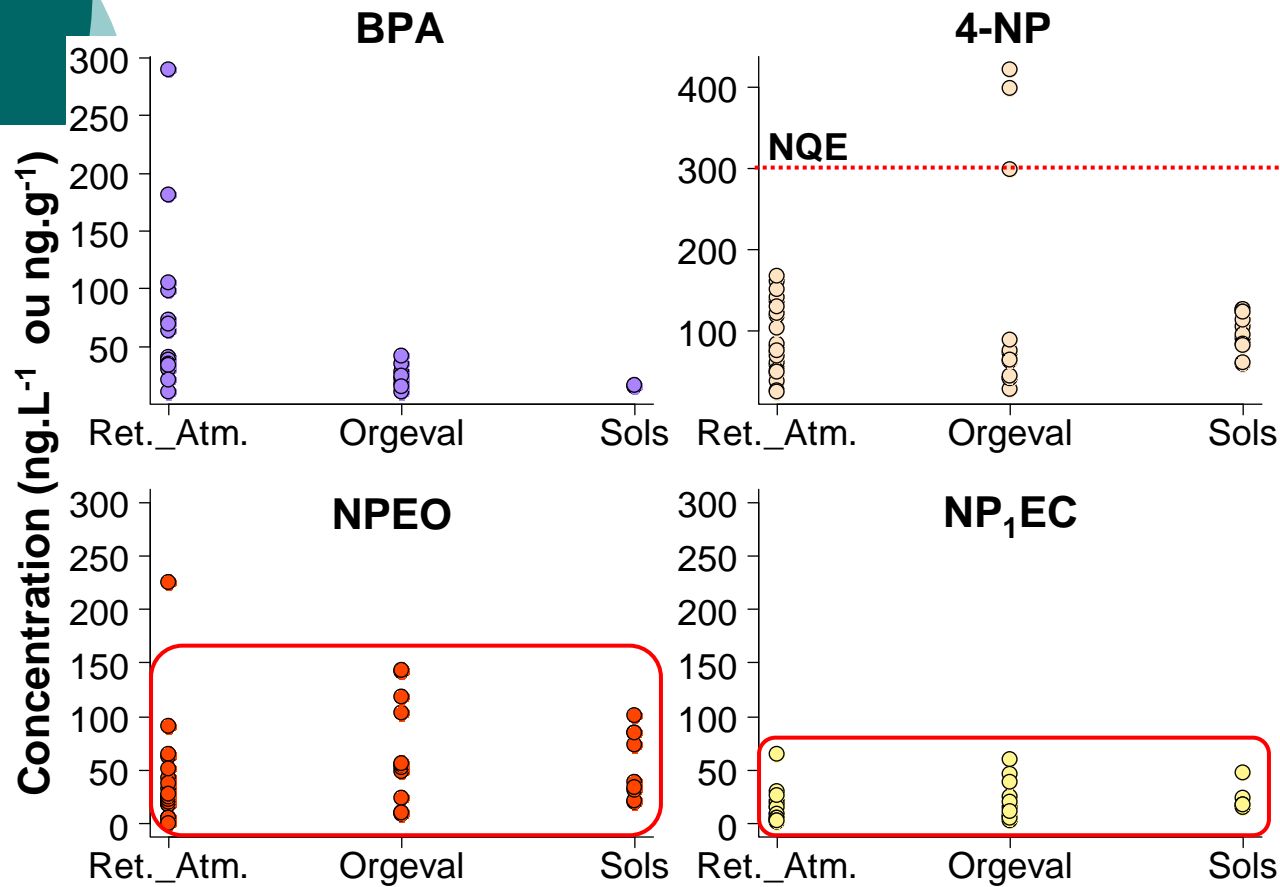 Concentration (ng.L⁻¹ ou ng.g⁻¹)
BPA
300
250
200
150
100
50
Ret._Atm. Orgeval Sols
4-NP
400
300
200
100
NQE
Ret._Atm. Orgeval Sols
NPEO
300
250
200
150
100
50
0
Ret._Atm. Orgeval Sols
NP₁EC
300
250
200
150
100
50
0
Ret._Atm. Orgeval Sols